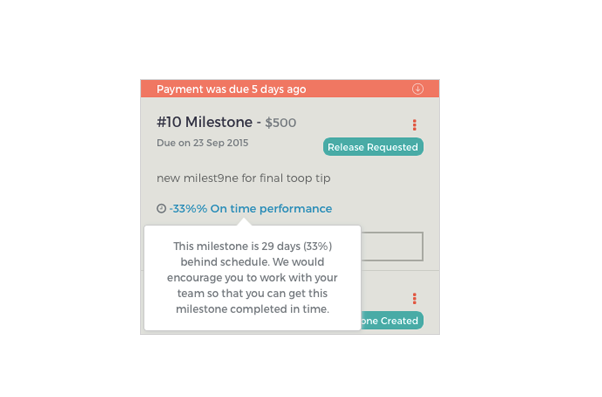 Payment was due 5 days ago
#10 Milestone - $500
Due on 23 Sep 2015
Release Requested
new milest9ne for final toop tip
-33%% On time performance
This milestone is 29 days (33%)
behind schedule. We would
encourage you to work with your
team so that you can get this
milestone completed in time.
Created